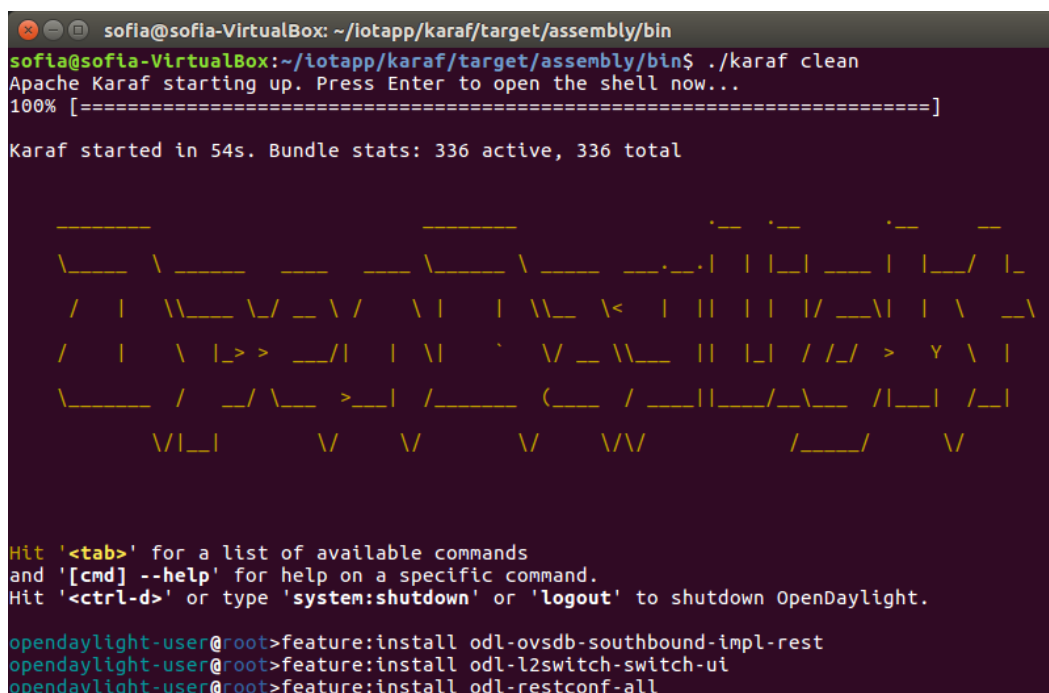 sofia@sofia-VirtualBox: ~/iotapp/karaf/target/assembly/bin
sofia@sofia-VirtualBox:~/iotapp/karaf/target/assembly/bin$ ./karaf clean
Apache Karaf starting up. Press Enter to open the shell now...
100% [========================================================================]
Karaf started in 54s. Bundle stats: 336 active, 336 total
OpenDaylight
Hit '<tab>' for a list of available commands
and '[cmd] --help' for help on a specific command.
Hit '<ctrl-d>' or type 'system:shutdown' or 'logout' to shutdown OpenDaylight.
opendaylight-user@root>feature:install odl-ovsdb-southbound-impl-rest
opendaylight-user@root>feature:install odl-l2switch-switch-ui
opendaylight-user@root>feature:install odl-restconf-all